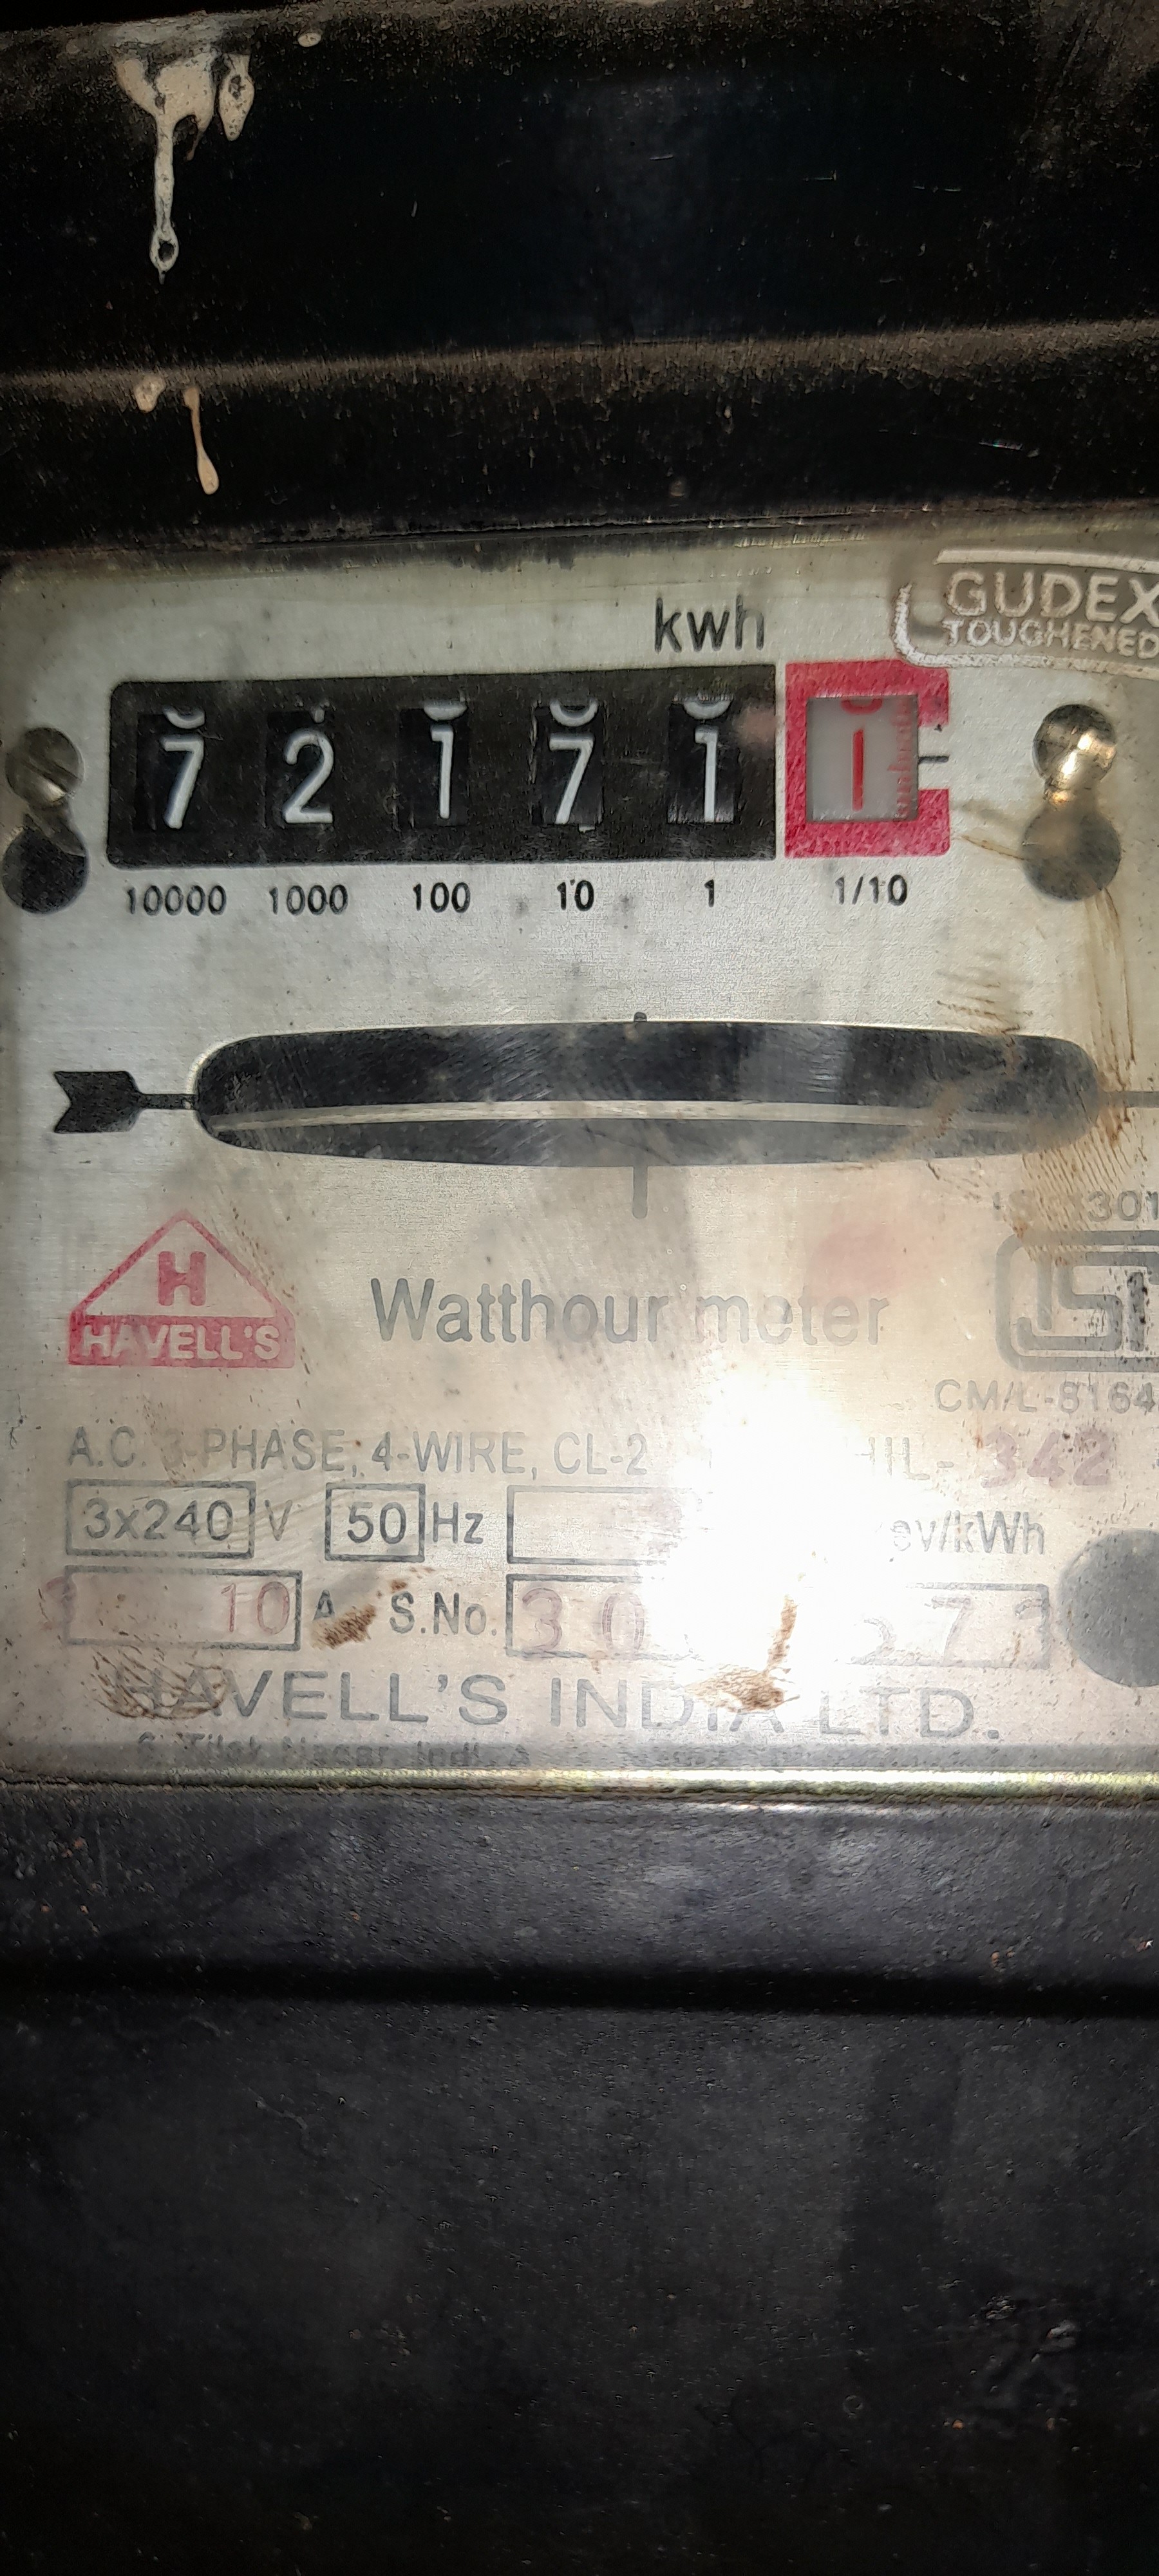 GUDEX
TOUGHENED
kwh
7 2 1 7 1 1
10000 1000 100 10 1 1/10
H
HAVELL'S
Watthour meter
CM/L-8164
A.C. 3-PHASE, 4-WIRE, CL-2 342
3x240 V 50 Hz rev/kWh
10 A S.No. 30
HAVELL'S INDIA LTD.